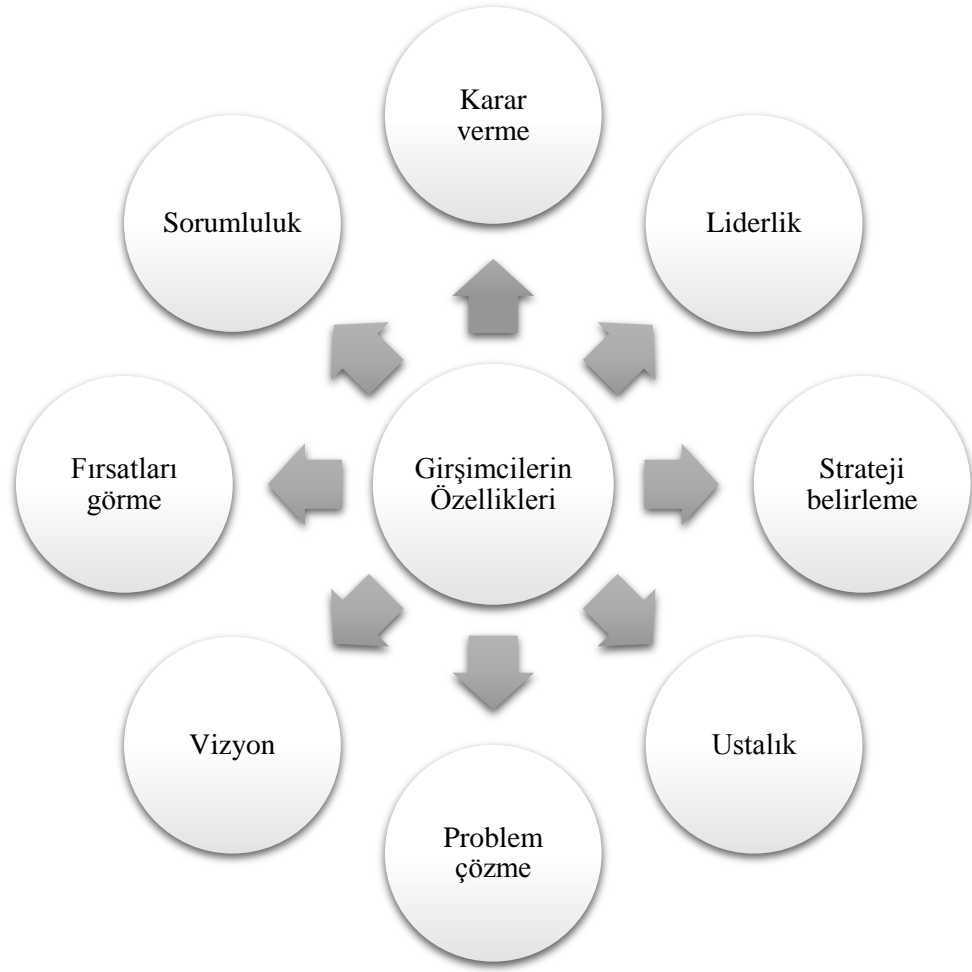 Karar
verme
Sorumluluk
Liderlik
Fırsatları
görme
Girşimcilerin
Özellikleri
Strateji
belirleme
Vizyon
Ustalık
Problem
çözme